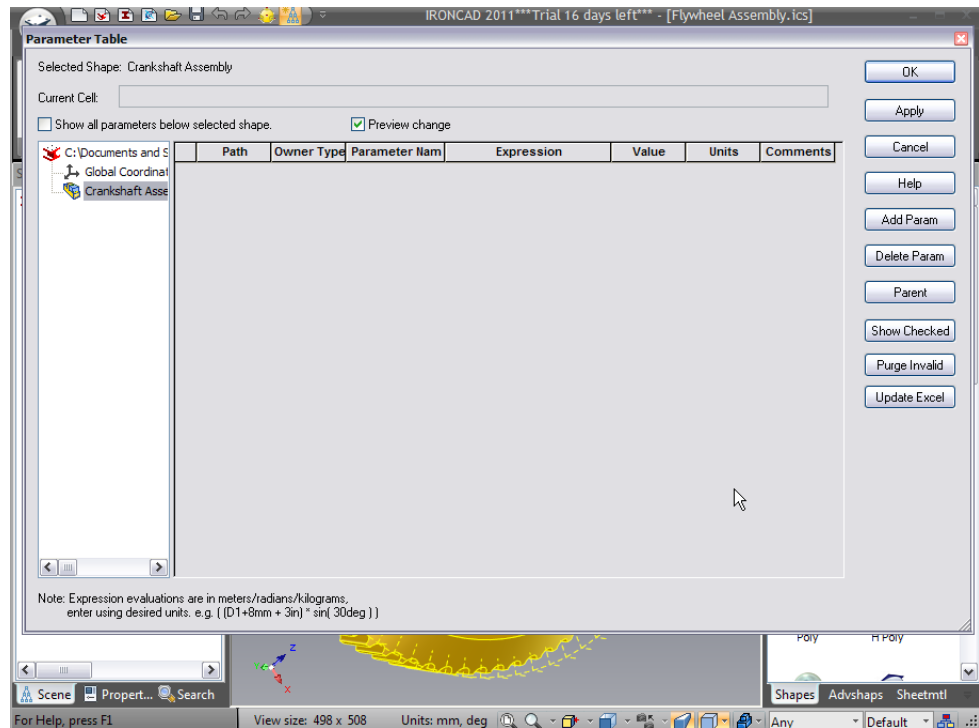 IRONCAD 2011***Trial 16 days left*** - [Flywheel Assembly.ics]
Parameter Table
Selected Shape: Crankshaft Assembly
OK
Current Cell:
Apply
Show all parameters below selected shape.
Preview change
Cancel
C:\Documents and S
Path
Owner Type
Parameter Nam
Expression
Value
Units
Comments
Global Coordinat
Crankshaft Asse
Help
Add Param
Delete Param
Parent
Show Checked
Purge Invalid
Update Excel
Note: Expression evaluations are in meters/radians/kilograms,
enter using desired units. e.g. ( (D1+8mm + 3in) * sin( 30deg ) )
Poly
H Poly
z
x
Scene
Propert...
Search
Shapes
Advshaps
Sheetmtl
For Help, press F1
View size: 498 x 508
Units: mm, deg
Any
Default